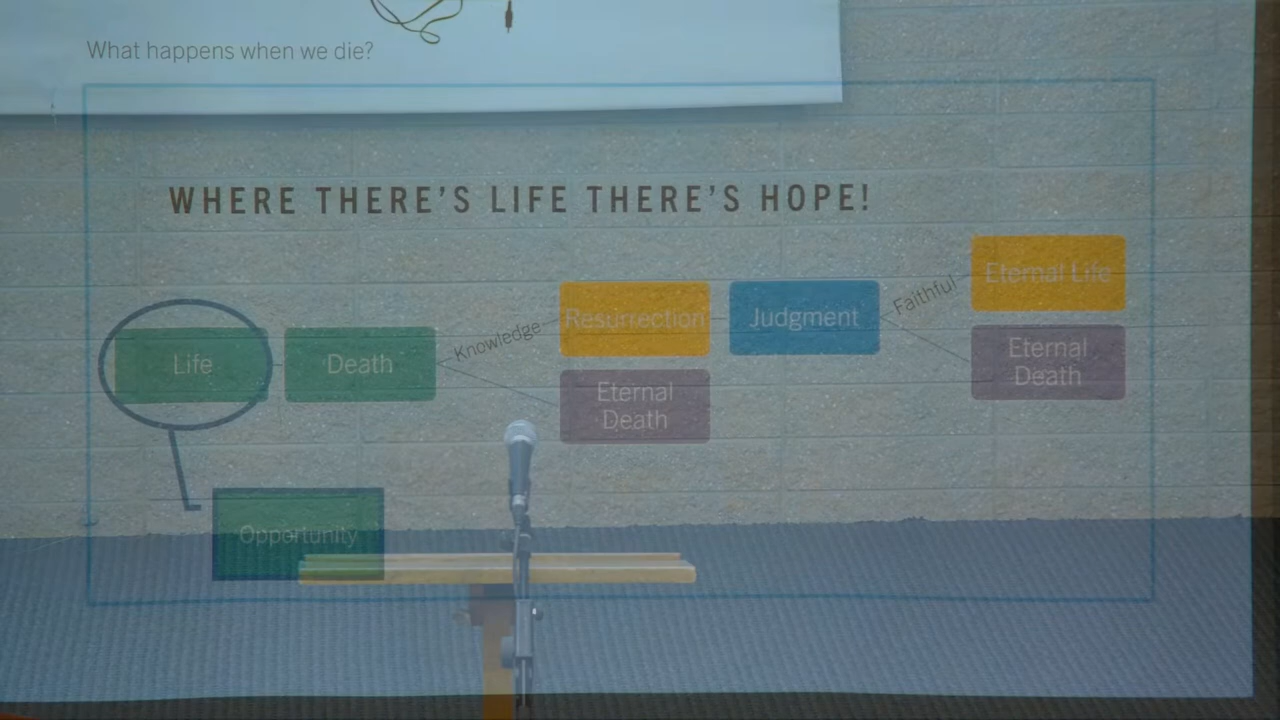 What happens when we die?
WHERE THERE'S LIFE THERE'S HOPE!
Life
Death
Knowledge
Resurrection
Eternal
Death
Judgment
Faithful
Eternal Life
Eternal
Death
Opportunity